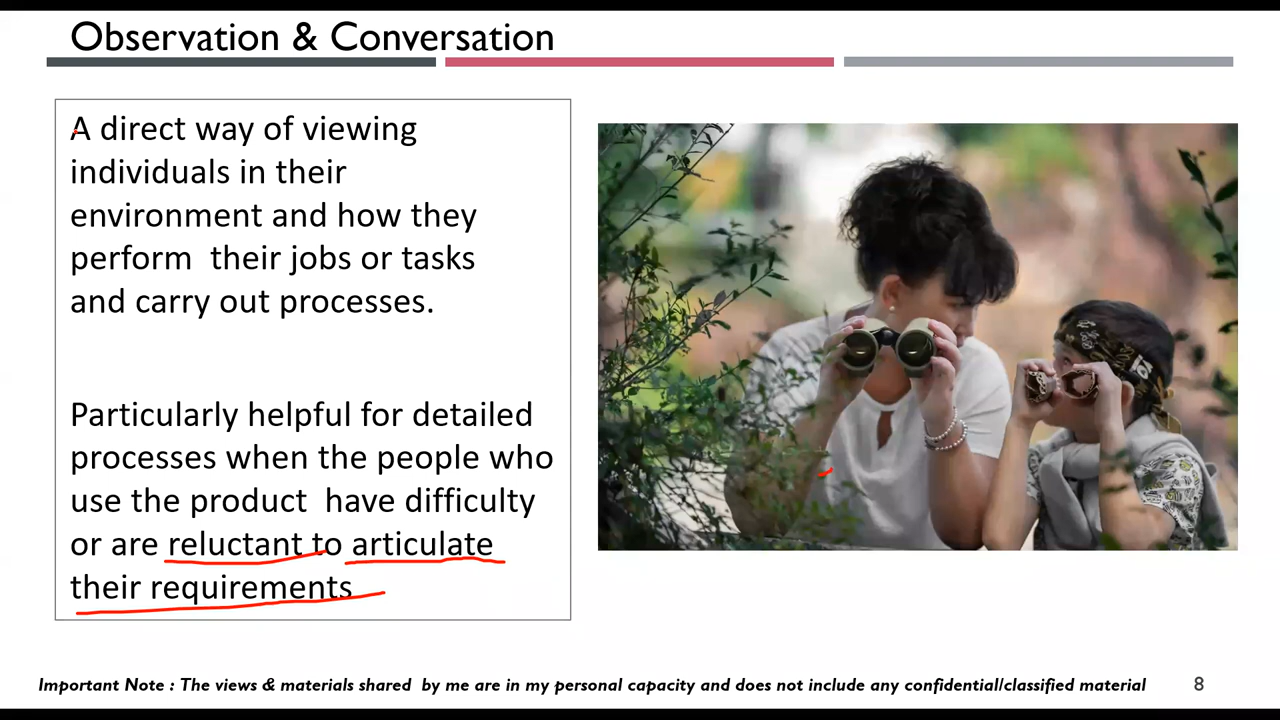 Observation & Conversation
A direct way of viewing
individuals in their
environment and how they
perform  their jobs or tasks
and carry out processes.
Particularly helpful for detailed
processes when the people who
use the product  have difficulty
or are reluctant to articulate
their requirements
Important Note : The views & materials shared  by me are in my personal capacity and does not include any confidential/classified material
8